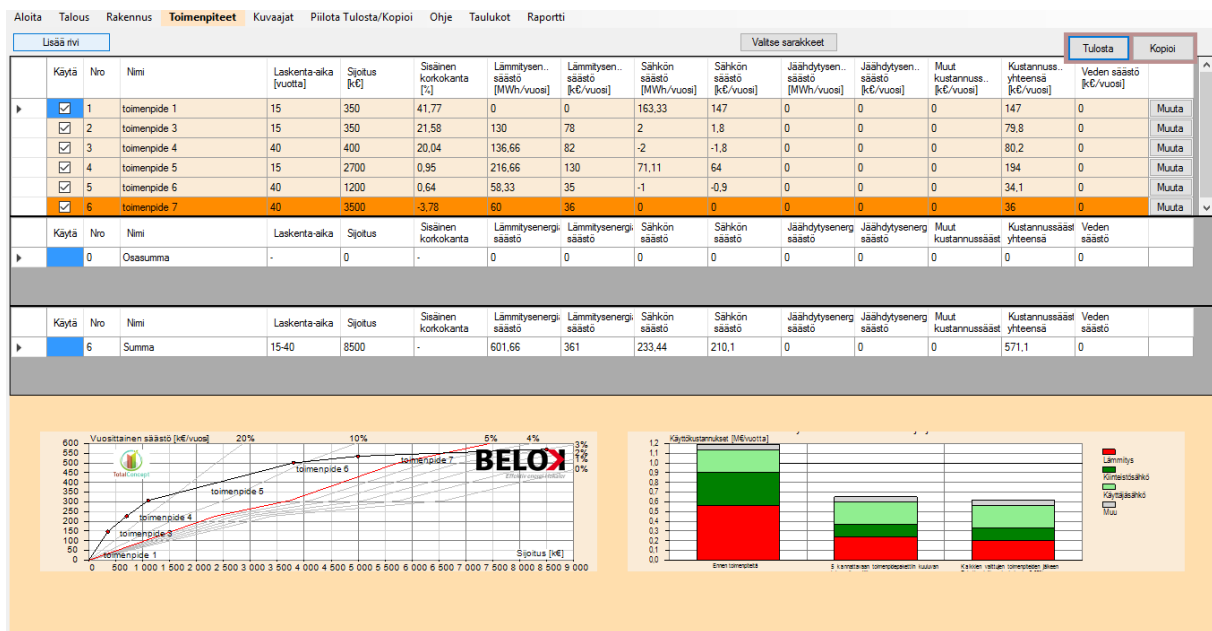 Aloita Talous Rakennus Toimenpiteet Kuvaajat Piilota Tulosta/Kopioi Ohje Taulukot Raportti
Lisää rivi Valitse sarakkeet Tulosta Kopioi
Käytä Nro Nimi Laskenta-aika [vuotta] Sijoitus [k€] Sisäinen korkokanta [%] Lämmitysen.. säästö [MWh/vuosi] Lämmitysen.. säästö [k€/vuosi] Sähkön säästö [MWh/vuosi] Sähkön säästö [k€/vuosi] Jäähdytysen.. säästö [MWh/vuosi] Jäähdytysen.. säästö [k€/vuosi] Muut kustannuss.. [k€/vuosi] Kustannuss.. yhteensä [k€/vuosi] Veden säästö [k€/vuosi]
1 toimenpide 1 15 350 41,77 0 0 163,33 147 0 0 0 147 0 Muuta
2 toimenpide 3 15 350 21,58 130 78 2 1,8 0 0 0 79,8 0 Muuta
3 toimenpide 4 40 400 20,04 136,66 82 -2 -1,8 0 0 0 80,2 0 Muuta
4 toimenpide 5 15 2700 0,95 216,66 130 71,11 64 0 0 0 194 0 Muuta
5 toimenpide 6 40 1200 0,64 58,33 35 -1 -0,9 0 0 0 34,1 0 Muuta
6 toimenpide 7 40 3500 -3,78 60 36 0 0 0 0 0 36 0 Muuta
Käytä Nro Nimi Laskenta-aika Sijoitus Sisäinen korkokanta Lämmitysenergia säästö Lämmitysenergi säästö Sähkön säästö Sähkön säästö Jäähdytysenerg säästö Jäähdytysenerg säästö Muut kustannussääst Kustannussääst yhteensä Veden säästö
0 Osasumma - 0 - 0 0 0 0 0 0 0 0 0
Käytä Nro Nimi Laskenta-aika Sijoitus Sisäinen korkokanta Lämmitysenergia säästö Lämmitysenergi säästö Sähkön säästö Sähkön säästö Jäähdytysenerg säästö Jäähdytysenerg säästö Muut kustannussääst Kustannussääst yhteensä Veden säästö
6 Summa 15-40 8500 - 601,66 361 233,44 210,1 0 0 0 571,1 0
Vuosittainen säästö [k€/vuosi] 20% 10% 5% 4% 3% 2% 1% 0%
600
550
500
450
400
350
300
250
200
150
100
50
0
TotalConcept
BELOK
toimenpide 7
toimenpide 6
toimenpide 5
toimenpide 4
toimenpide 3
toimenpide 1
Sijoitus [k€]
0 500 1 000 1 500 2 000 2 500 3 000 3 500 4 000 4 500 5 000 5 500 6 000 6 500 7 000 7 500 8 000 8 500 9 000
Käyttökustannukset [M€/vuotta]
1.2
1.1
1.0
0.9
0.8
0.7
0.6
0.5
0.4
0.3
0.2
0.1
0.0
Lämmitys
Kiinteistösähkö
Käyttäjäsähkö
Muu
Ennen toimenpiteitä